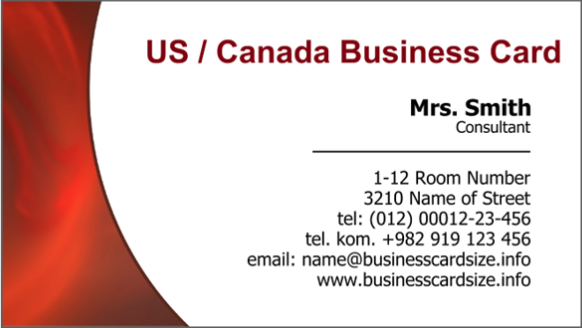 US / Canada Business Card
Mrs. Smith
Consultant
1-12 Room Number
3210 Name of Street
tel: (012) 00012-23-456
tel. kom. +982 919 123 456
email: name@businesscardsize.info
www.businesscardsize.info